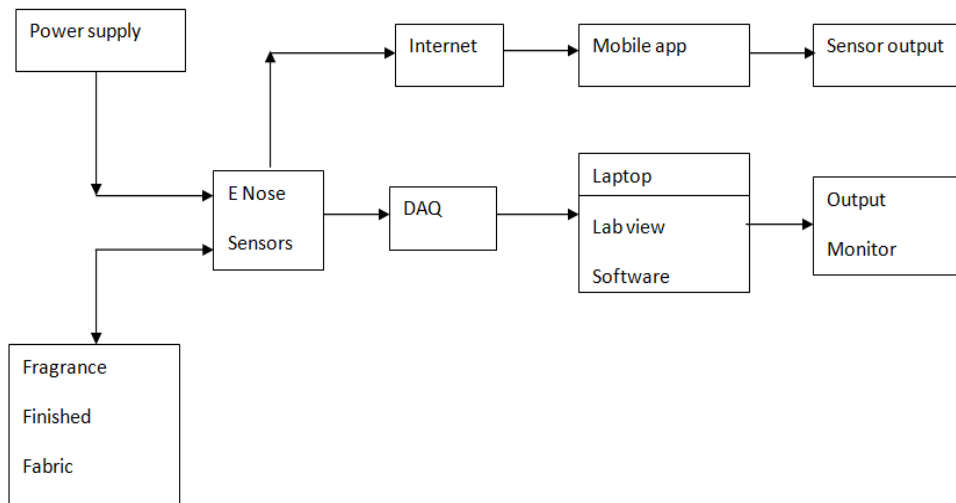 Power supply
Internet
Mobile app
Sensor output
E Nose
Sensors
DAQ
Laptop
Lab view
Software
Output
Monitor
Fragrance
Finished
Fabric